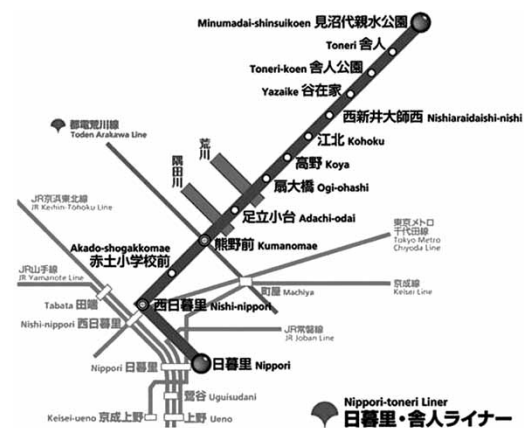 Minumadai-shinsuikoen 見沼代親水公園
Toneri 舎人
Toneri-koen 舎人公園
Yazaike 谷在家
西新井大師西 Nishiaraidaishi-nishi
江北 Kohoku
高野 Koya
扇大橋 Ogi-ohashi
足立小台 Adachi-odai
都電荒川線
Toden Arakawa Line
荒川
隅田川
熊野前 Kumanomae
JR京浜東北線
JR Keihin-Tohoku Line
東京メトロ
千代田線
Tokyo Metro
Chiyoda Line
Akado-shogakkomae
赤土小学校前
JR山手線
JR Yamanote Line
京成線
Keisei Line
町屋 Machiya
Tabata 田端
西日暮里 Nishi-nippori
Nishi-nippori 西日暮里
JR常磐線
JR Joban Line
Nippori 日暮里
日暮里 Nippori
鶯谷 Uguisudani
Keisei-ueno 京成上野
上野 Ueno
Nippori-toneri Liner
日暮里・舎人ライナー